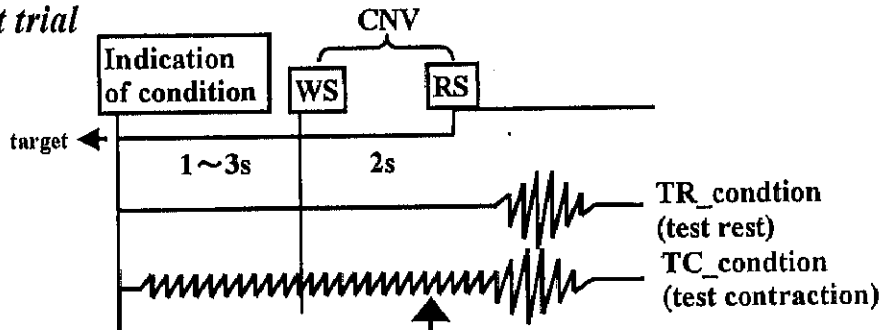 t trial
CNV
Indication
of condition
WS
RS
target
1~3s
2s
TR_condtion
(test rest)
TC_condtion
(test contraction)